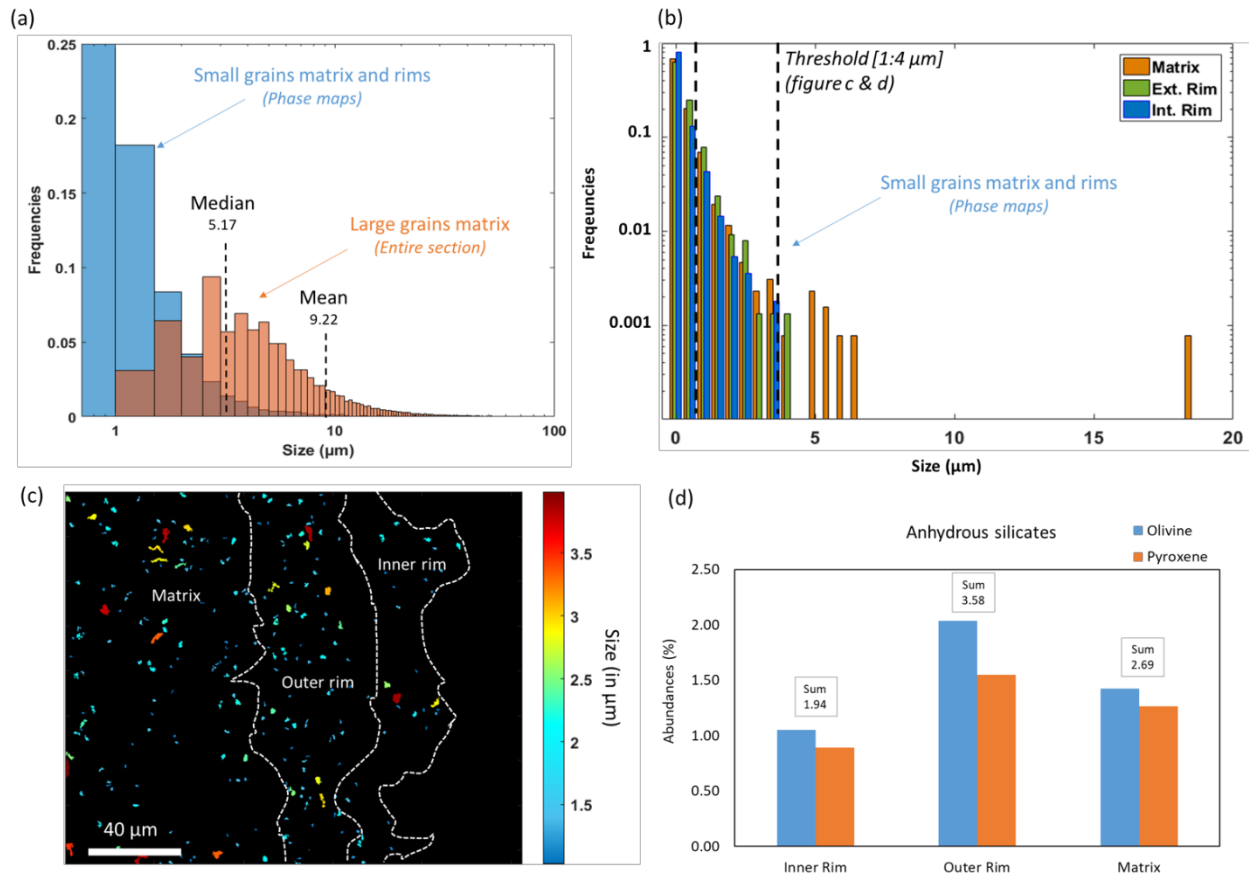 (a)
0.25
0.2
0.15
0.1
0.05
0
Frequencies
Small grains matrix and rims
(Phase maps)
Median
5.17
Large grains matrix
(Entire section)
Mean
9.22
1
10
100
Size (µm)
(b)
1
0.1
0.01
0.001
Freqeuncies
Threshold [1:4 µm]
(figure c & d)
Matrix
Ext. Rim
Int. Rim
Small grains matrix and rims
(Phase maps)
0
5
10
15
20
Size (µm)
(c)
Matrix
Outer rim
Inner rim
40 µm
3.5
3
2.5
2
1.5
Size (in µm)
(d)
Anhydrous silicates
Olivine
Pyroxene
2.50
2.00
1.50
1.00
0.50
0.00
Abundances (%)
Sum
1.94
Sum
3.58
Sum
2.69
Inner Rim
Outer Rim
Matrix